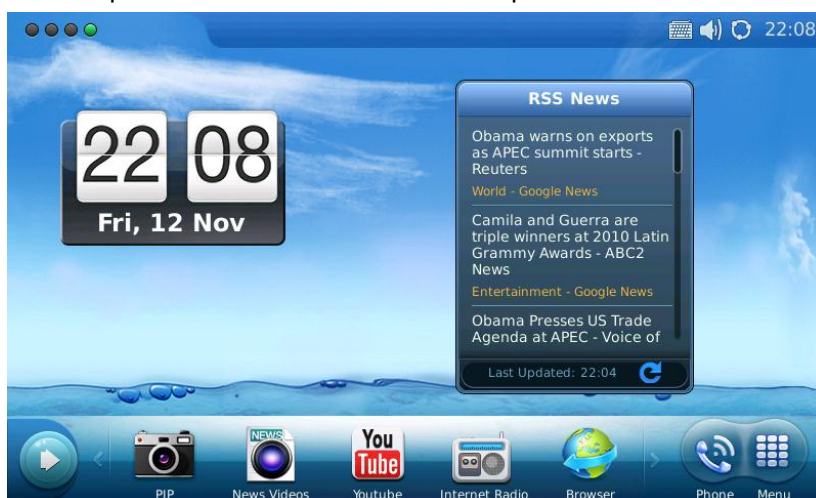 22:08
RSS News
Obama warns on exports
as APEC summit starts -
Reuters
World - Google News
22 08
Fri, 12 Nov
Camila and Guerra are
triple winners at 2010 Latin
Grammy Awards - ABC2
News
Entertainment - Google News
Obama Presses US Trade
Agenda at APEC - Voice of
Last Updated: 22:04
NEWS
You
Tube
PIP
News Videos
Youtube
Internet Radio
Browser
Phone
Menu